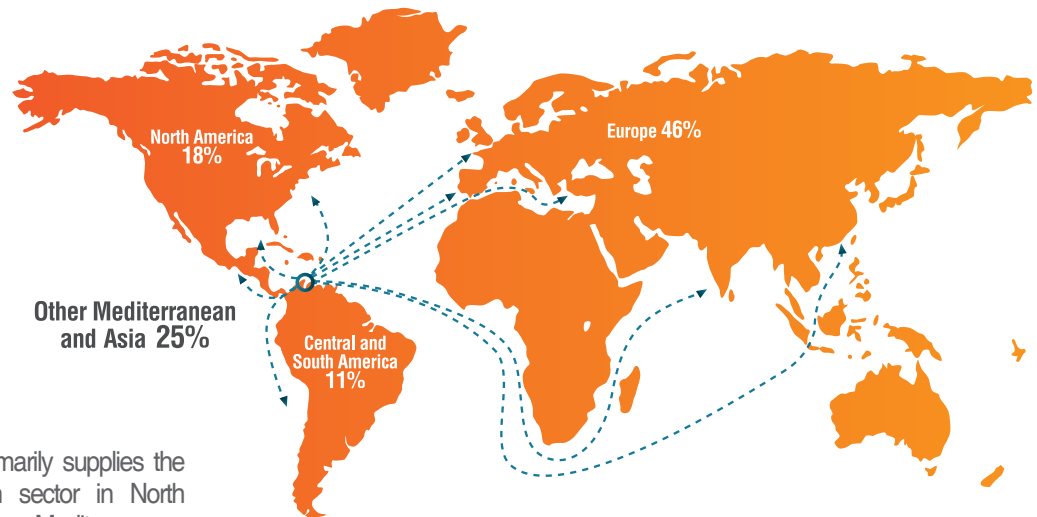 North America
18%
Europe 46%
Other Mediterranean
and Asia 25%
Central and
South America
11%
supplies the
sector in North